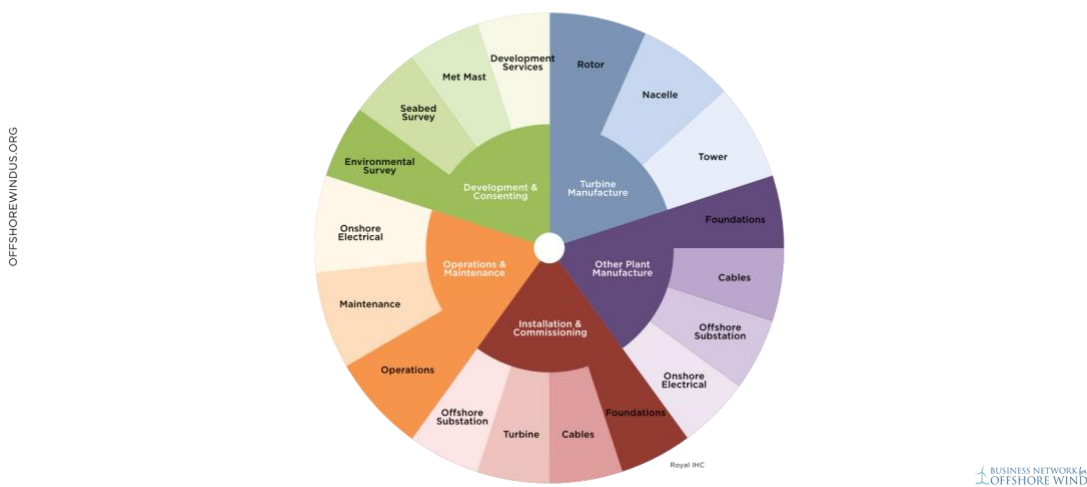 OFFSHOREWINDUS.ORG
Development
Services
Met Mast
Seabed
Survey
Environmental
Survey
Development &
Consenting
Rotor
Nacelle
Tower
Turbine
Manufacture
Foundations
Cables
Offshore
Substation
Onshore
Electrical
Other Plant
Manufacture
Installation &
Commissioning
Foundations
Cables
Turbine
Offshore
Substation
Operations &
Maintenance
Operations
Maintenance
Onshore
Electrical
Royal IHC
BUSINESS NETWORK for
OFFSHORE WIND